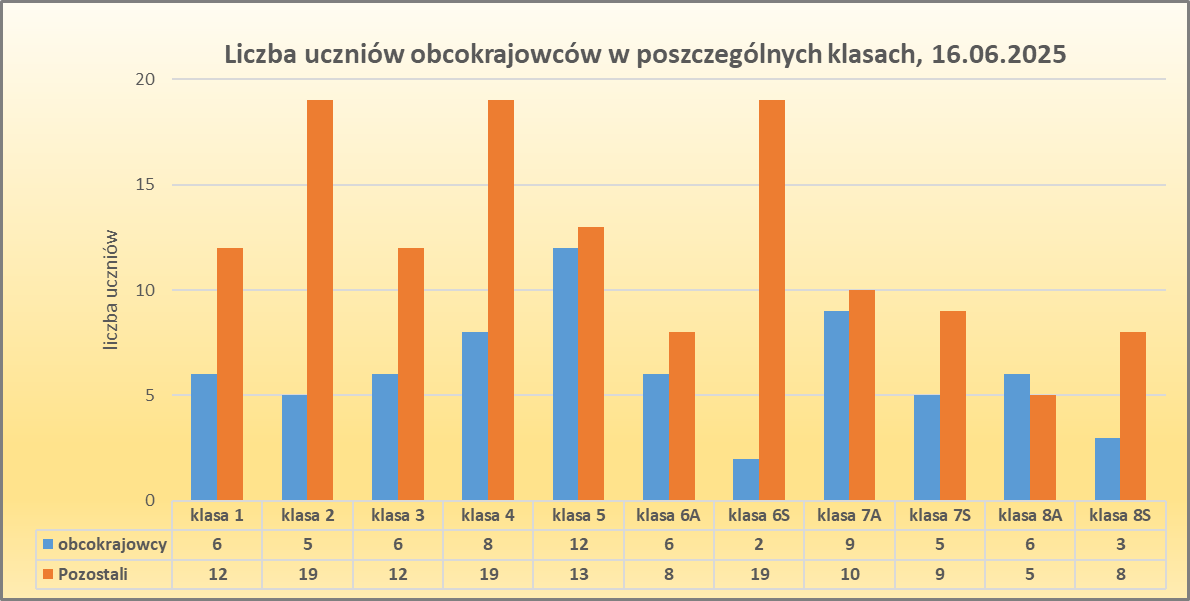 Liczba uczniów obcokrajowców w poszczególnych klasach, 16.06.2025
20
15
10
5
0
liczba uczniów
klasa 1 klasa 2 klasa 3 klasa 4 klasa 5 klasa 6A klasa 6S klasa 7A klasa 7S klasa 8A klasa 8S
obcokrajowcy 6 5 6 8 12 6 2 9 5 6 3
Pozostali 12 19 12 19 13 8 19 10 9 5 8